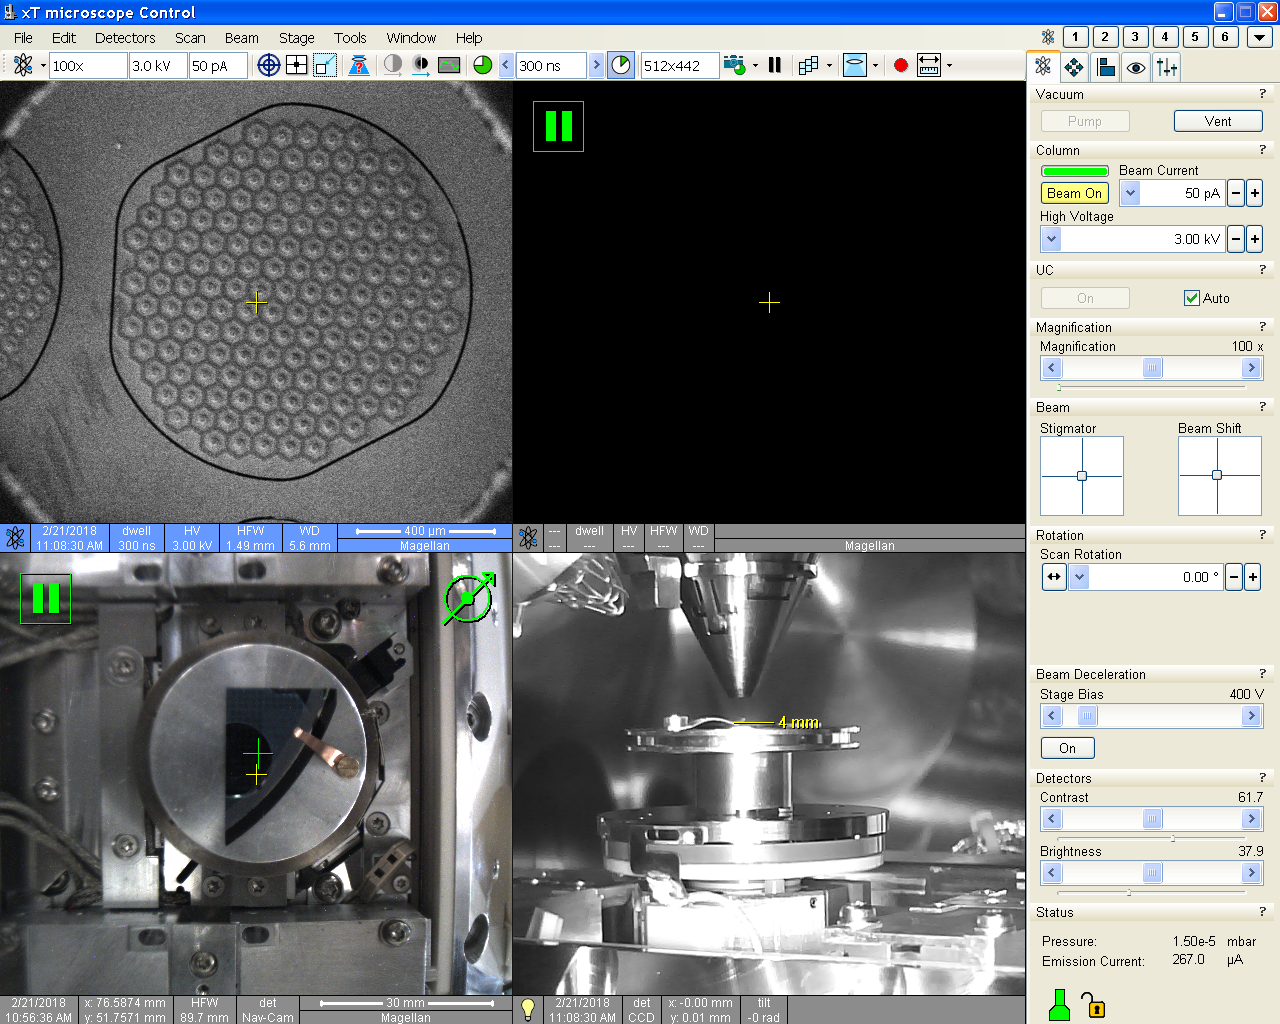 xT microscope Control
File Edit Detectors Scan Beam Stage Tools Window Help
1 2 3 4 5 6
100x 3.0 kV 50 pA 300 ns 512x442
Vacuum ?
Pump Vent
Column ?
Beam Current
Beam On 50 pA
High Voltage
3.00 kV
UC ?
On Auto
Magnification ?
Magnification 100 x
Beam ?
Stigmator Beam Shift
Rotation ?
Scan Rotation
0.00 °
Beam Deceleration ?
Stage Bias 400 V
On
Detectors ?
Contrast 61.7
Brightness 37.9
Status ?
Pressure: 1.50e-5 mbar
Emission Current: 267.0 µA
2/21/2018 dwell HV HFW WD 400 µm
11:08:30 AM 300 ns 3.00 kV 1.49 mm 5.6 mm Magellan
--- dwell HV HFW WD
--- --- --- --- --- Magellan
4 mm
2/21/2018 x: 76.5874 mm HFW det 30 mm
10:56:36 AM y: 51.7571 mm 89.7 mm Nav-Cam Magellan
2/21/2018 det x: -0.00 mm tilt
11:08:30 AM CCD y: 0.01 mm -0 rad